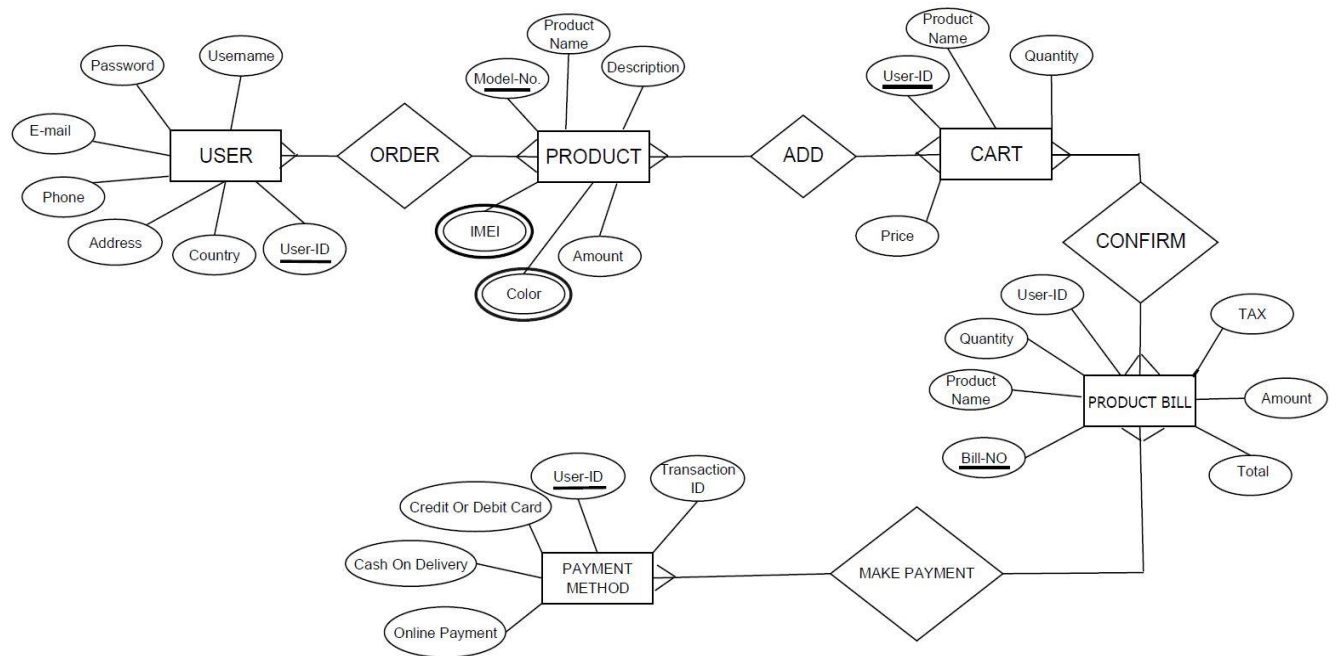 Product
Name
Product
Name
Username
Quantity
Password
Description
Model-No.
User-ID
E-mail
USER
ORDER
PRODUCT
ADD
CART
Phone
IMEI
Price
Address
Country
User-ID
Amount
CONFIRM
Color
User-ID
TAX
Quantity
Product
Name
PRODUCT BILL
Amount
Bill-NO
Total
User-ID
Transaction
ID
Credit Or Debit Card
Cash On Delivery
PAYMENT
METHOD
MAKE PAYMENT
Online Payment